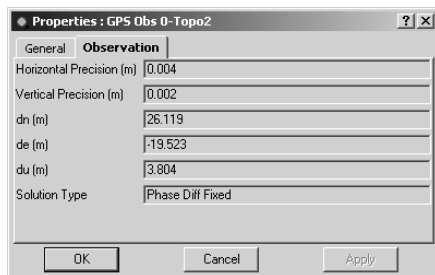 Properties : GPS Obs 0-Topo2 ? x
General Observation
Horizontal Precision (m) 0.004
Vertical Precision (m) 0.002
dn (m) 26.119
de (m) -19.523
du (m) 3.804
Solution Type Phase Diff Fixed
OK Cancel Apply